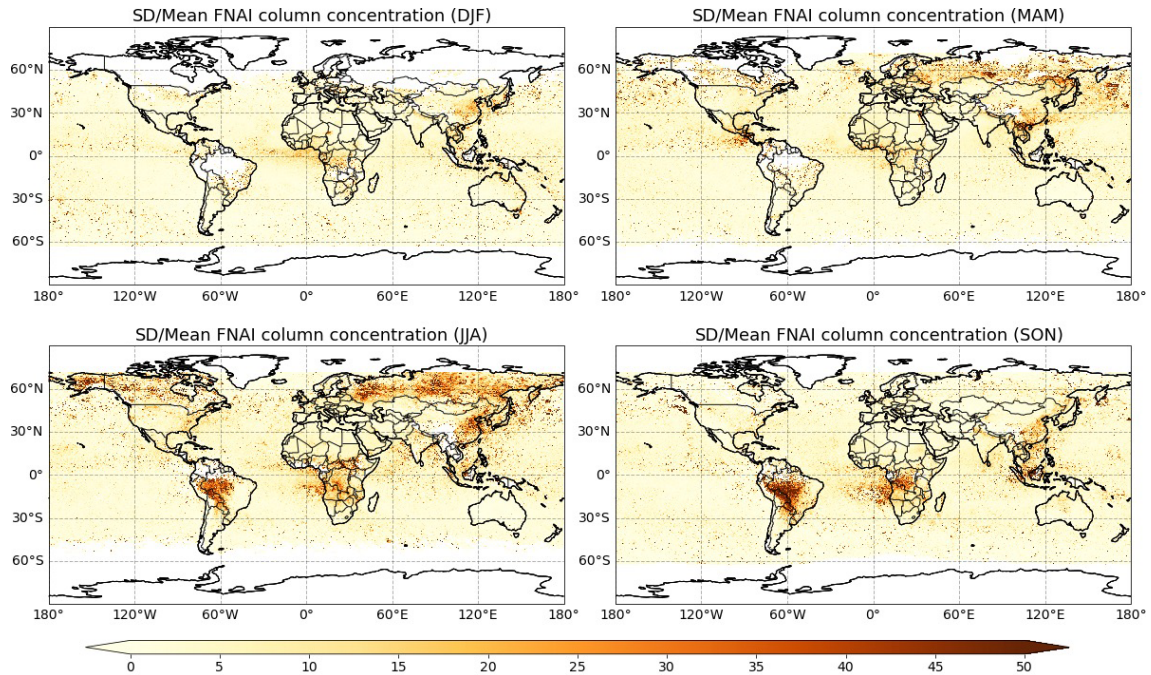 SD/Mean FNAI column concentration (DJF)
SD/Mean FNAI column concentration (MAM)
60°N
30°N
0°
30°S
60°S
180° 120°W 60°W 0° 60°E 120°E 180°
60°N
30°N
0°
30°S
60°S
180° 120°W 60°W 0° 60°E 120°E 180°
SD/Mean FNAI column concentration (JJA)
SD/Mean FNAI column concentration (SON)
60°N
30°N
0°
30°S
60°S
180° 120°W 60°W 0° 60°E 120°E 180°
60°N
30°N
0°
30°S
60°S
180° 120°W 60°W 0° 60°E 120°E 180°
0 5 10 15 20 25 30 35 40 45 50